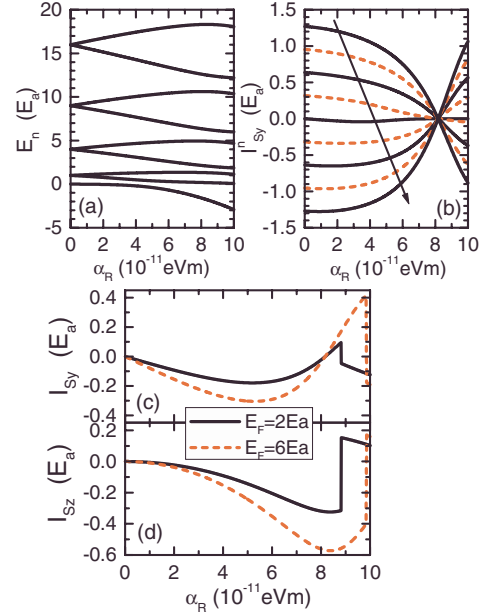 20
15
10
5
0
-5
E_n (E_a)
(a)
0 2 4 6 8 10
α_R (10^-11 eVm)
1.5
1.0
0.5
0.0
-0.5
-1.0
-1.5
I^n_Sy (E_a)
(b)
0 2 4 6 8 10
α_R (10^-11 eVm)
0.4
0.2
0.0
-0.2
-0.4
I_Sy (E_a)
(c)
E_F=2Ea
E_F=6Ea
0.0
-0.2
-0.4
-0.6
I_Sz (E_a)
(d)
0 2 4 6 8 10
α_R (10^-11 eVm)